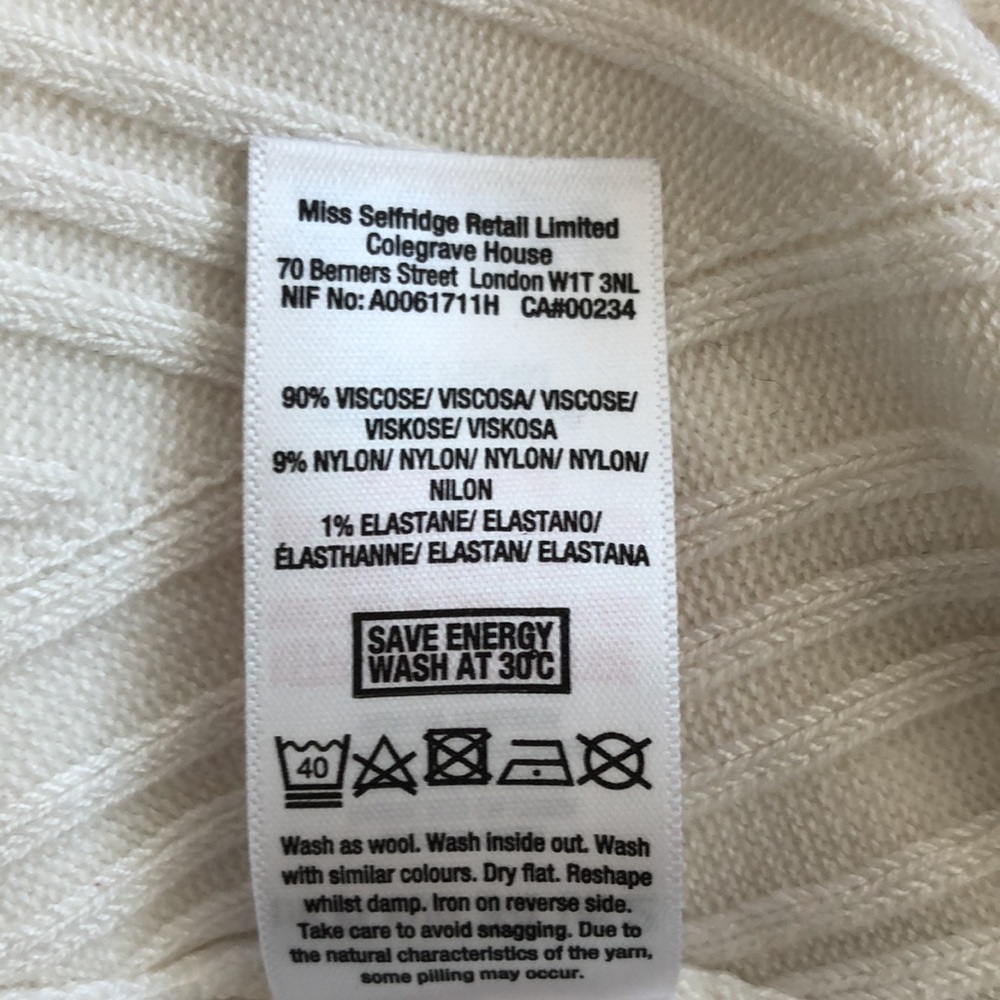 Miss Selfridge Retail Limited
Colegrave House
70 Berners Street London W1T 3NL
NIF No: A0061711H CA#00234
90% VISCOSE/ VISCOSA/ VISCOSE/
VISKOSE/ VISKOSA
9% NYLON/ NYLON/ NYLON/ NYLON/
NILON
1% ELASTANE/ ELASTANO/
ÉLASTHANNE/ ELASTAN/ ELASTANA
SAVE ENERGY
WASH AT 30°C
40
Wash as wool. Wash inside out. Wash
with similar colours. Dry flat. Reshape
whilst damp. Iron on reverse side.
Take care to avoid snagging. Due to
the natural characteristics of the yarn,
some pilling may occur.